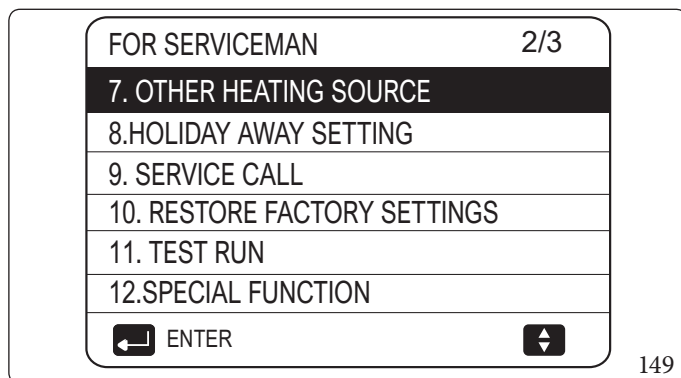 FOR SERVICEMAN 2/3
7. OTHER HEATING SOURCE
8.HOLIDAY AWAY SETTING
9. SERVICE CALL
10. RESTORE FACTORY SETTINGS
11. TEST RUN
12.SPECIAL FUNCTION
ENTER
149